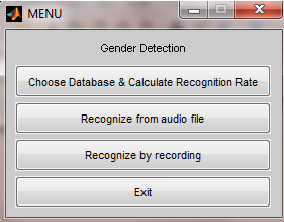 MENU
Gender Detection
Choose Database & Calculate Recognition Rate
Recognize from audio file
Recognize by recording
Exit